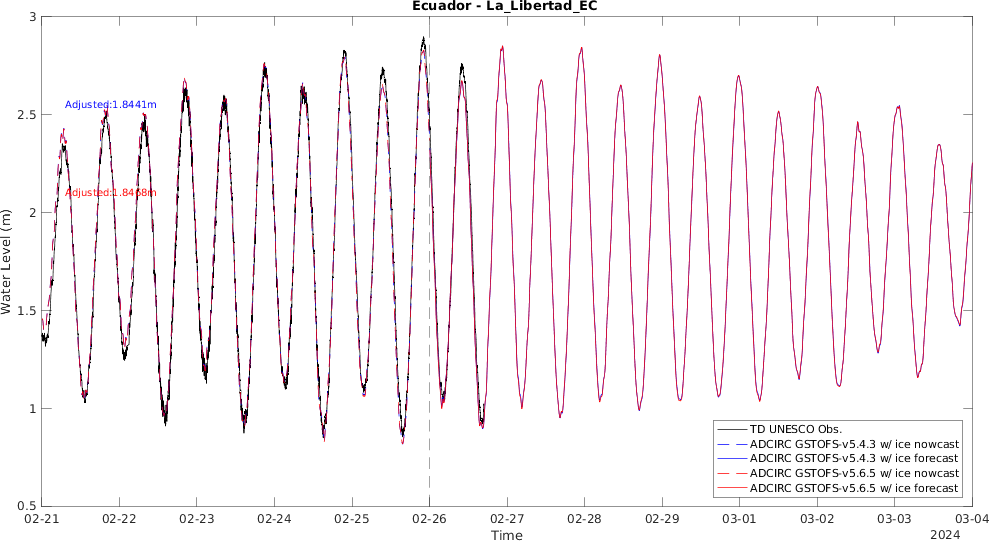 Ecuador - La_Libertad_EC
3
2.5
2
1.5
1
0.5
Water Level (m)
Adjusted:1.8441m
Adjusted:1.8468m
TD UNESCO Obs.
ADCIRC GSTOFS-v5.4.3 w/ ice nowcast
ADCIRC GSTOFS-v5.4.3 w/ ice forecast
ADCIRC GSTOFS-v5.6.5 w/ ice nowcast
ADCIRC GSTOFS-v5.6.5 w/ ice forecast
02-21 02-22 02-23 02-24 02-25 02-26 02-27 02-28 02-29 03-01 03-02 03-03 03-04
Time
2024